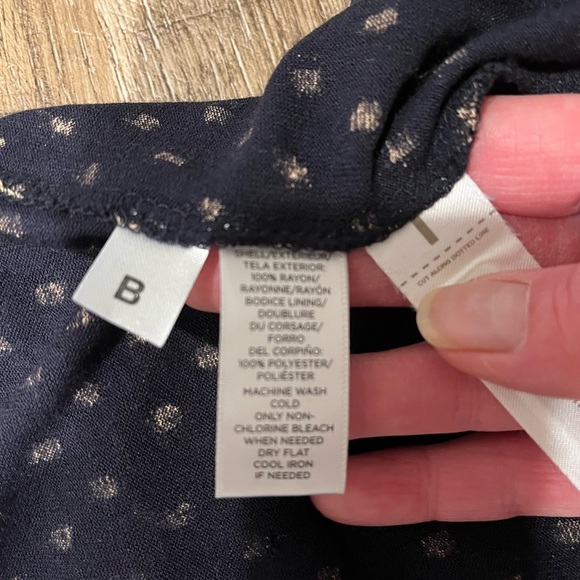 B
SHELL/EXTERIEUR/
TELA EXTERIOR:
100% RAYON/
RAYONNE/RAYÓN
BODICE LINING/
DOUBLURE
DU CORSAGE/
FORRO
DEL CORPIÑO:
100% POLYESTER/
POLIÉSTER
MACHINE WASH
COLD
ONLY NON-
CHLORINE BLEACH
WHEN NEEDED
DRY FLAT
COOL IRON
IF NEEDED
CUT ALONG DOTTED LINE